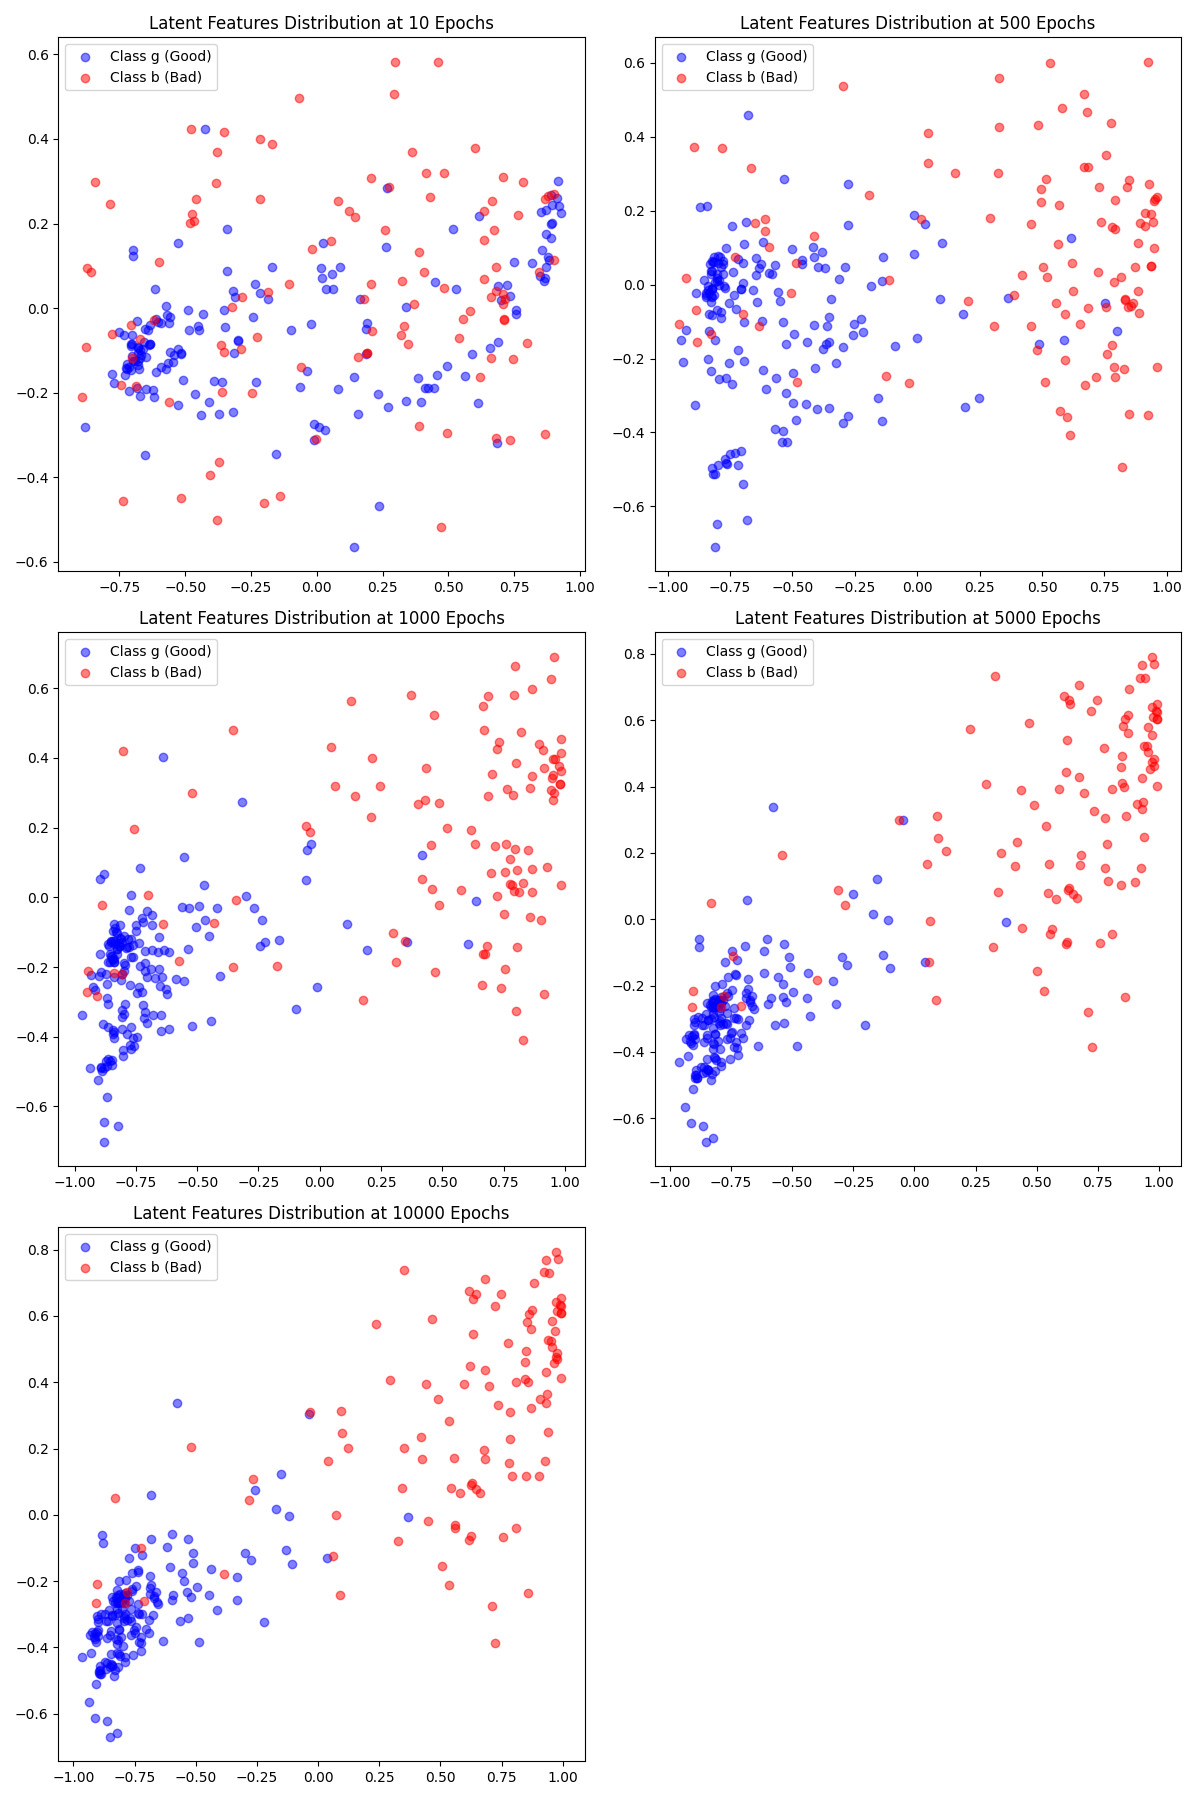 Latent Features Distribution at 10 Epochs
Class g (Good)
Class b (Bad)
0.6
0.4
0.2
0.0
−0.2
−0.4
−0.6
−0.75 −0.50 −0.25 0.00 0.25 0.50 0.75 1.00
Latent Features Distribution at 500 Epochs
Class g (Good)
Class b (Bad)
0.6
0.4
0.2
0.0
−0.2
−0.4
−0.6
−1.00 −0.75 −0.50 −0.25 0.00 0.25 0.50 0.75 1.00
Latent Features Distribution at 1000 Epochs
Class g (Good)
Class b (Bad)
0.6
0.4
0.2
0.0
−0.2
−0.4
−0.6
−1.00 −0.75 −0.50 −0.25 0.00 0.25 0.50 0.75 1.00
Latent Features Distribution at 5000 Epochs
Class g (Good)
Class b (Bad)
0.8
0.6
0.4
0.2
0.0
−0.2
−0.4
−0.6
−1.00 −0.75 −0.50 −0.25 0.00 0.25 0.50 0.75 1.00
Latent Features Distribution at 10000 Epochs
Class g (Good)
Class b (Bad)
0.8
0.6
0.4
0.2
0.0
−0.2
−0.4
−0.6
−1.00 −0.75 −0.50 −0.25 0.00 0.25 0.50 0.75 1.00